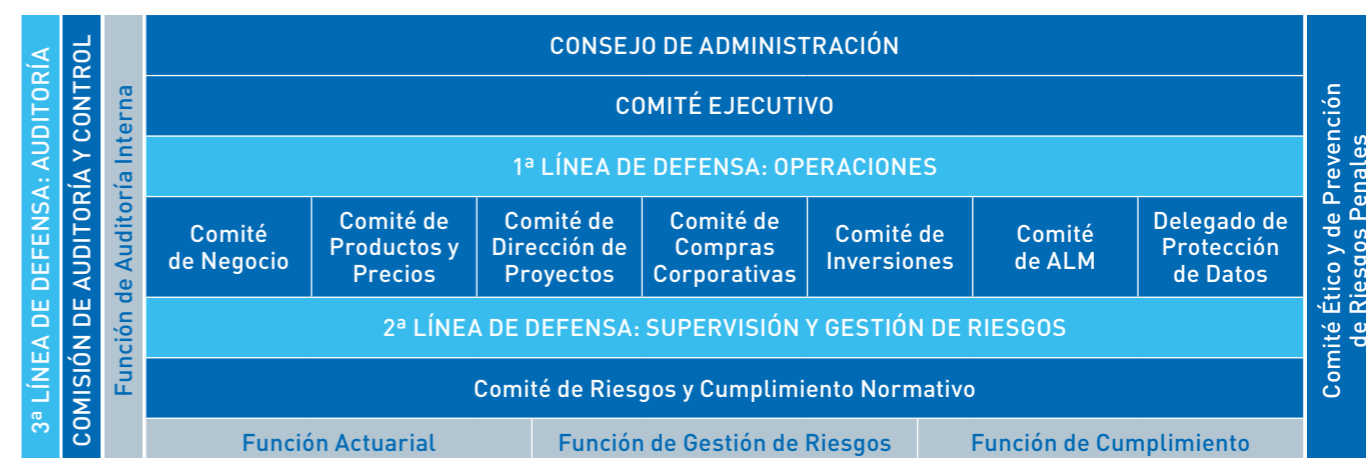 3ª LÍNEA DE DEFENSA: AUDITORÍA
COMISIÓN DE AUDITORÍA Y CONTROL
Función de Auditoría Interna
CONSEJO DE ADMINISTRACIÓN
COMITÉ EJECUTIVO
1ª LÍNEA DE DEFENSA: OPERACIONES
Comité
de Negocio
Comité de
Productos y
Precios
Comité de
Dirección de
Proyectos
Comité de
Compras
Corporativas
Comité de
Inversiones
Comité
de ALM
Delegado de
Protección
de Datos
2ª LÍNEA DE DEFENSA: SUPERVISIÓN Y GESTIÓN DE RIESGOS
Comité de Riesgos y Cumplimiento Normativo
Función Actuarial
Función de Gestión de Riesgos
Función de Cumplimiento
Comité Ético y de Prevención
de Riesgos Penales